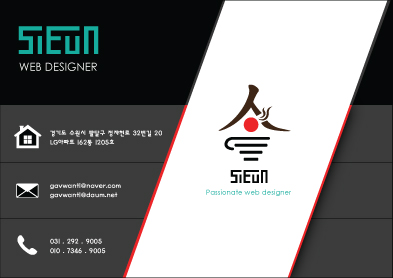 SiEUN
WEB DESIGNER
경기도 수원시 팔달구 정자천로 32번길 20
LG아파트 162동 1205호
gavwant1@naver.com
gavwant1@daum.net
031 . 292 . 9005
010 . 7346 . 9005
SiEUN
Passionate web designer